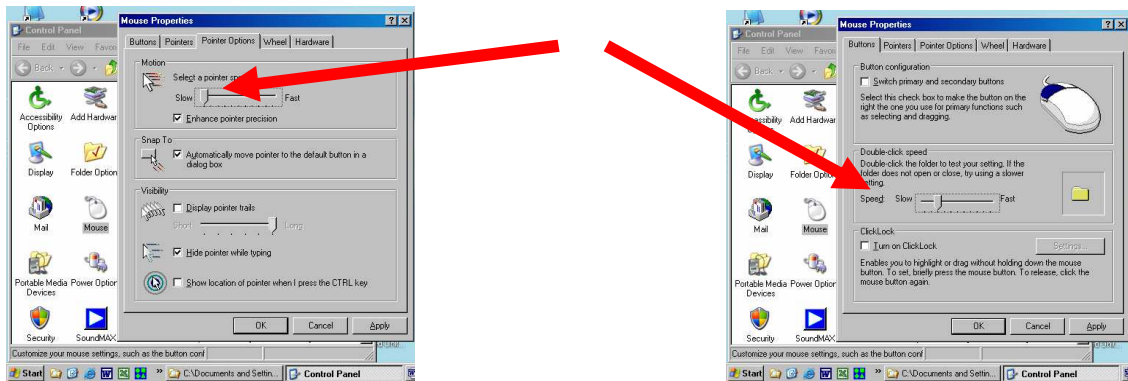 Control Panel
File Edit View Favor
Back
Accessibility Options
Add Hardwar
Display
Folder Option
Mail
Mouse
Portable Media Devices
Power Option
Security
SoundMAX
Mouse Properties
Buttons Pointers Pointer Options Wheel Hardware
Motion
Select a pointer
Slow Fast
Enhance pointer precision
Snap To
Automatically move pointer to the default button in a
dialog box
Visibility
Display pointer trails
Short Long
Hide pointer while typing
Show location of pointer when I press the CTRL key
OK Cancel Apply
Customize your mouse settings, such as the button conf
Start » C:\Documents and Settin... Control Panel
Control Panel
File Edit View Favor
Back
Add Hardwar
Display
Folder
Mail
Mouse
Portable Media Devices
Power Option
Security
SoundMAX
Mouse Properties
Buttons Pointers Pointer Options Wheel Hardware
Button configuration
Switch primary and secondary buttons
Select this check box to make the button on the
right the one you use for primary functions such
as selecting and dragging.
Double-click speed
Double-click the folder to test your setting. If the
folder does not open or close, try using a slower
setting.
Speed: Slow Fast
ClickLock
Turn on ClickLock Settings...
Enables you to highlight or drag without holding down the mouse
button. To set, briefly press the mouse button. To release, click the
mouse button again.
OK Cancel Apply
Customize your mouse settings, such as the button conf
Start » C:\Documents and Settin... Control Panel